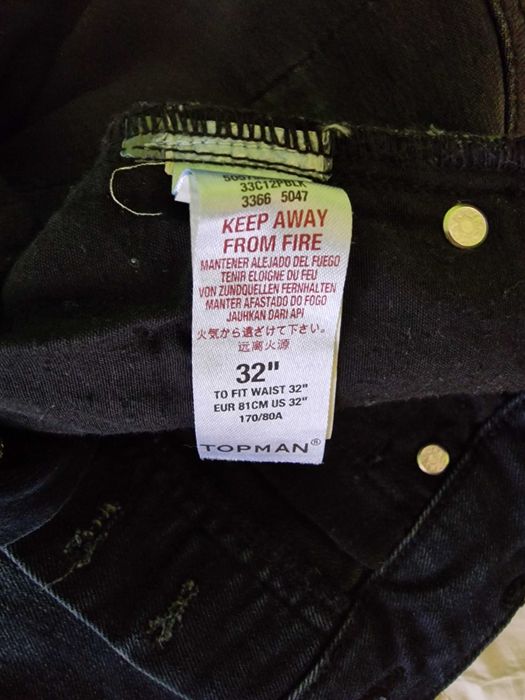 33C12PBLK
3366 5047
KEEP AWAY
FROM FIRE
MANTENER ALEJADO DEL FUEGO
TENIR ELOIGNE DU FEU
VON ZUNDQUELLEN FERNHALTEN
MANTER AFASTADO DO FOGO
JAUHKAN DARI API
火気から遠ざけて下さい。
远离火源
32"
TO FIT WAIST 32"
EUR 81CM US 32"
170/80A
TOPMAN®